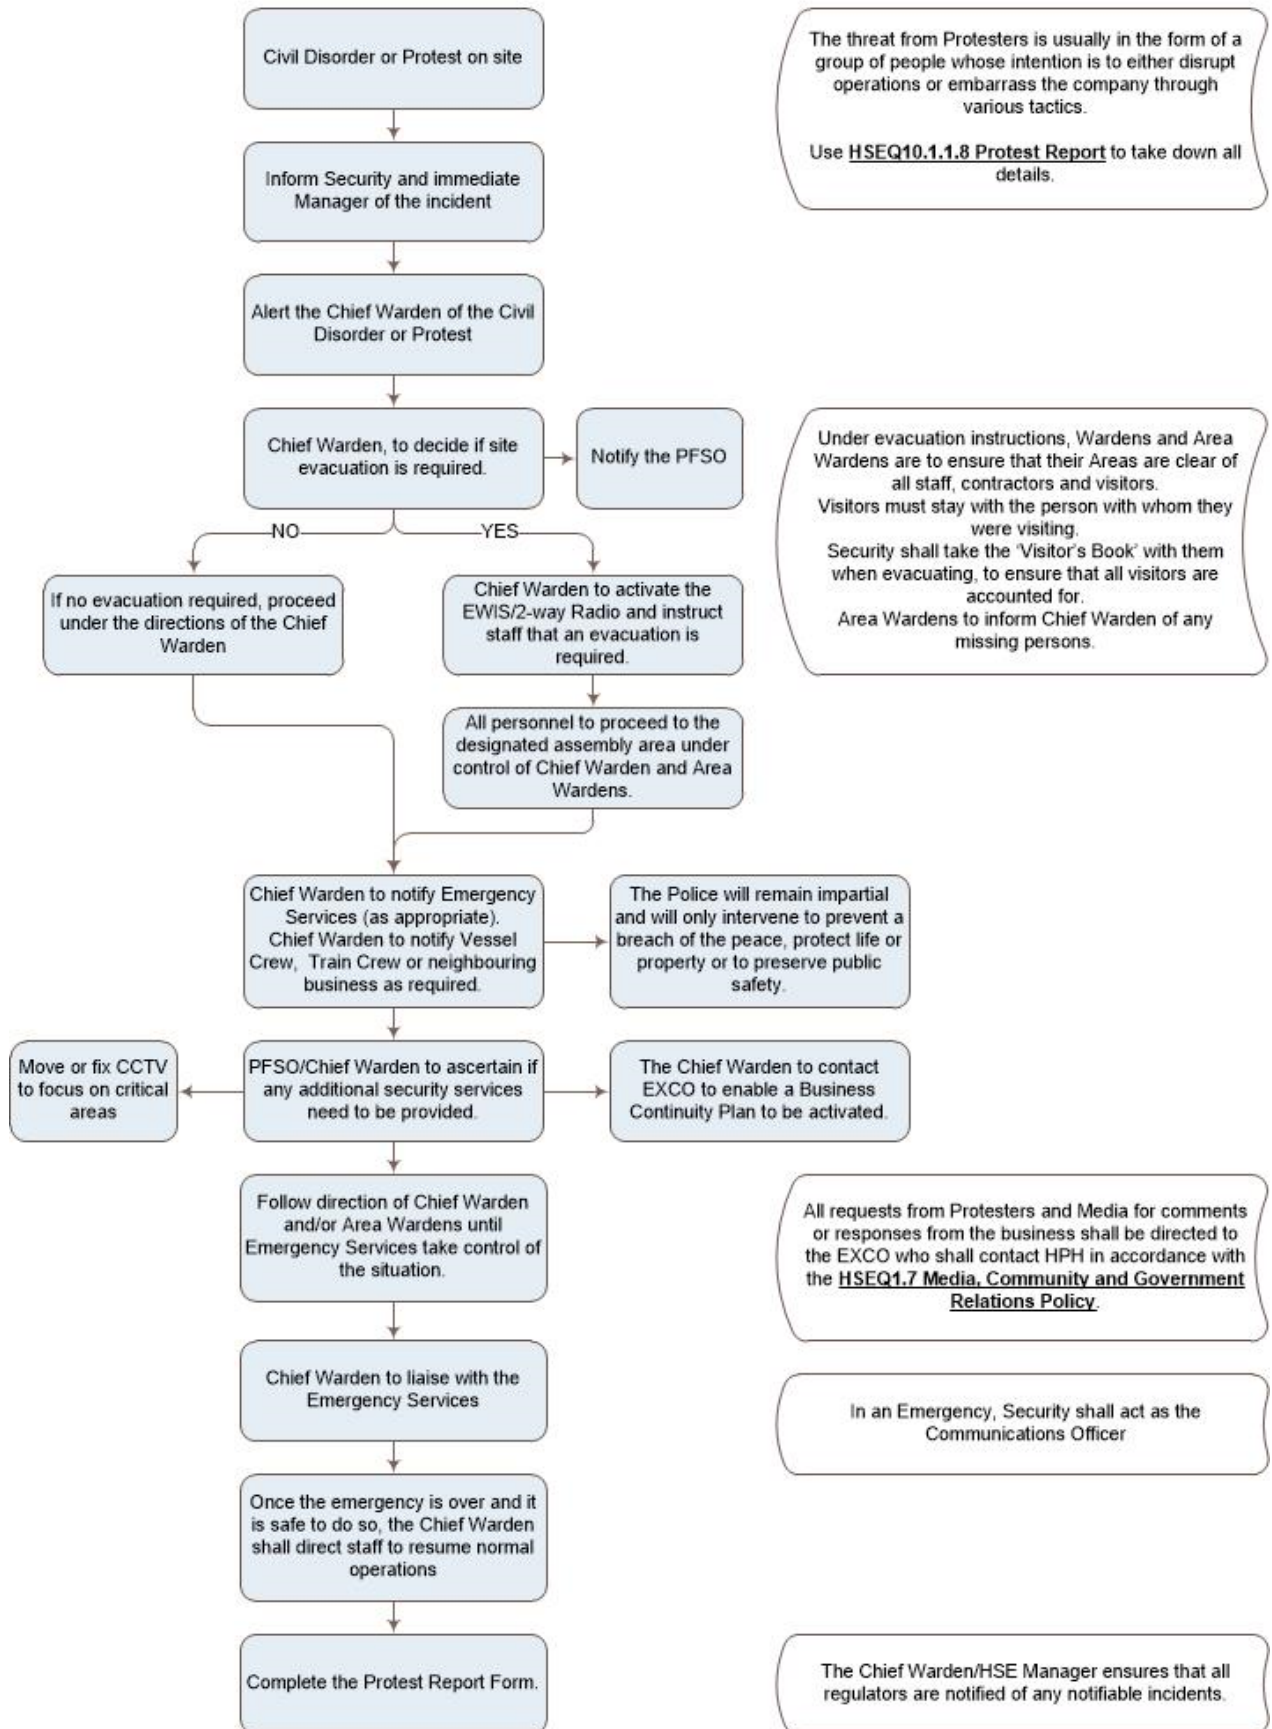 Civil Disorder or Protest on site
The threat from Protesters is usually in the form of a
group of people whose intention is to either disrupt
operations or embarrass the company through
various tactics.
Use HSEQ10.1.1.8 Protest Report to take down all
details.
Inform Security and immediate
Manager of the incident
Alert the Chief Warden of the Civil
Disorder or Protest
Chief Warden, to decide if site
evacuation is required.
Notify the PFSO
Under evacuation instructions, Wardens and Area
Wardens are to ensure that their Areas are clear of
all staff, contractors and visitors.
Visitors must stay with the person with whom they
were visiting.
Security shall take the ‘Visitor’s Book’ with them
when evacuating, to ensure that all visitors are
accounted for.
Area Wardens to inform Chief Warden of any
missing persons.
NO
YES
If no evacuation required, proceed
under the directions of the Chief
Warden
Chief Warden to activate the
EWIS/2-way Radio and instruct
staff that an evacuation is
required.
All personnel to proceed to the
designated assembly area under
control of Chief Warden and Area
Wardens.
Chief Warden to notify Emergency
Services (as appropriate).
Chief Warden to notify Vessel
Crew, Train Crew or neighbouring
business as required.
The Police will remain impartial
and will only intervene to prevent a
breach of the peace, protect life or
property or to preserve public
safety.
Move or fix CCTV
to focus on critical
areas
PFSO/Chief Warden to ascertain if
any additional security services
need to be provided.
The Chief Warden to contact
EXCO to enable a Business
Continuity Plan to be activated.
Follow direction of Chief Warden
and/or Area Wardens until
Emergency Services take control of
the situation.
All requests from Protesters and Media for comments
or responses from the business shall be directed to
the EXCO who shall contact HPH in accordance with
the HSEQ1.7 Media, Community and Government
Relations Policy.
Chief Warden to liaise with the
Emergency Services
In an Emergency, Security shall act as the
Communications Officer
Once the emergency is over and it
is safe to do so, the Chief Warden
shall direct staff to resume normal
operations
Complete the Protest Report Form.
The Chief Warden/HSE Manager ensures that all
regulators are notified of any notifiable incidents.